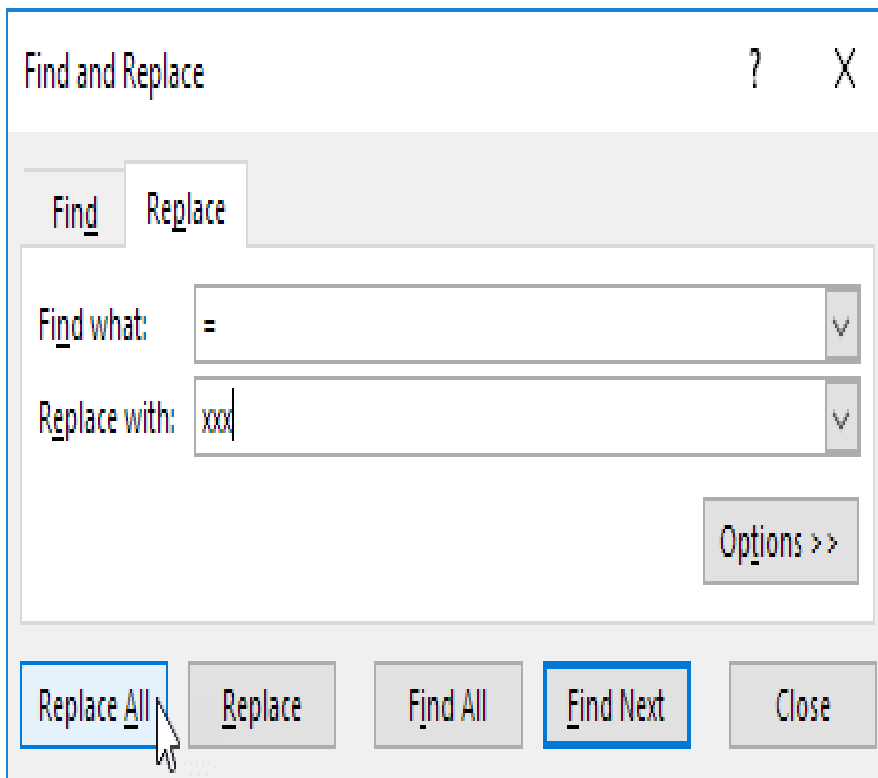 Find and Replace ? X
Find Replace
Find what: =
Replace with: xxx
Options >>
Replace All Replace Find All Find Next Close